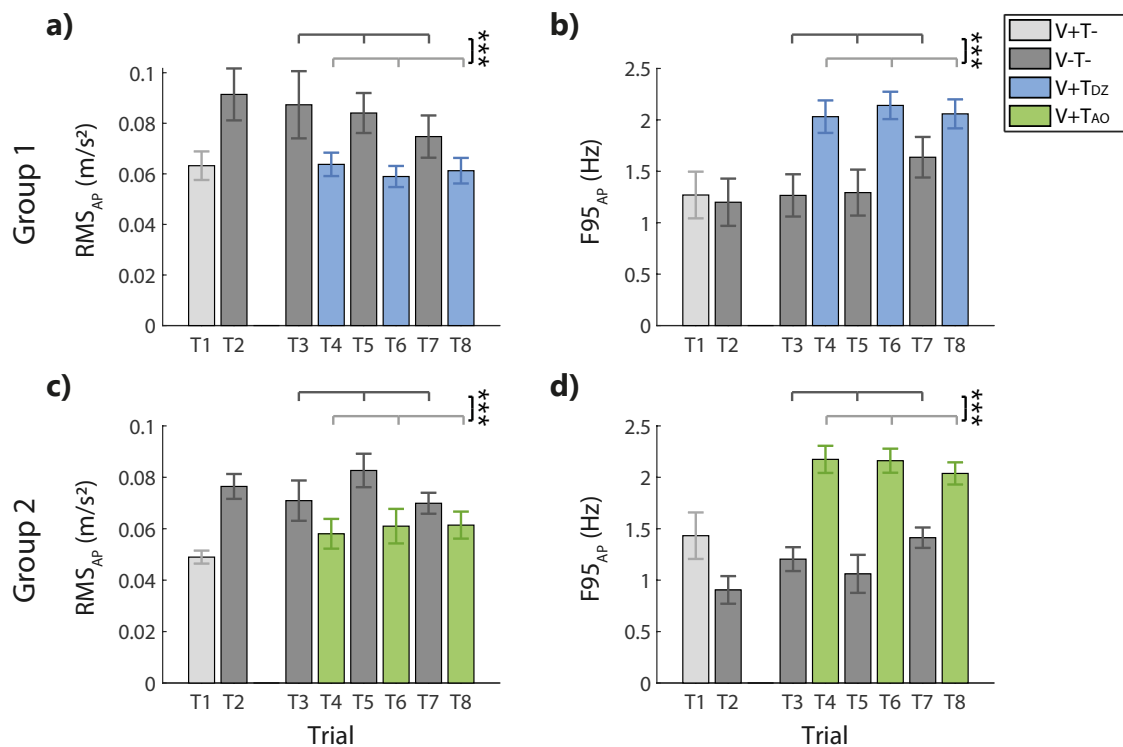 a)
***
0.1
0.08
0.06
0.04
0.02
0
RMS_AP (m/s²)
Group 1
T1 T2 T3 T4 T5 T6 T7 T8
b)
***
2.5
2
1.5
1
0.5
0
F95_AP (Hz)
T1 T2 T3 T4 T5 T6 T7 T8
V+T-
V-T-
V+TDZ
V+TAO
c)
***
0.1
0.08
0.06
0.04
0.02
0
RMS_AP (m/s²)
Group 2
T1 T2 T3 T4 T5 T6 T7 T8
Trial
d)
***
2.5
2
1.5
1
0.5
0
F95_AP (Hz)
T1 T2 T3 T4 T5 T6 T7 T8
Trial